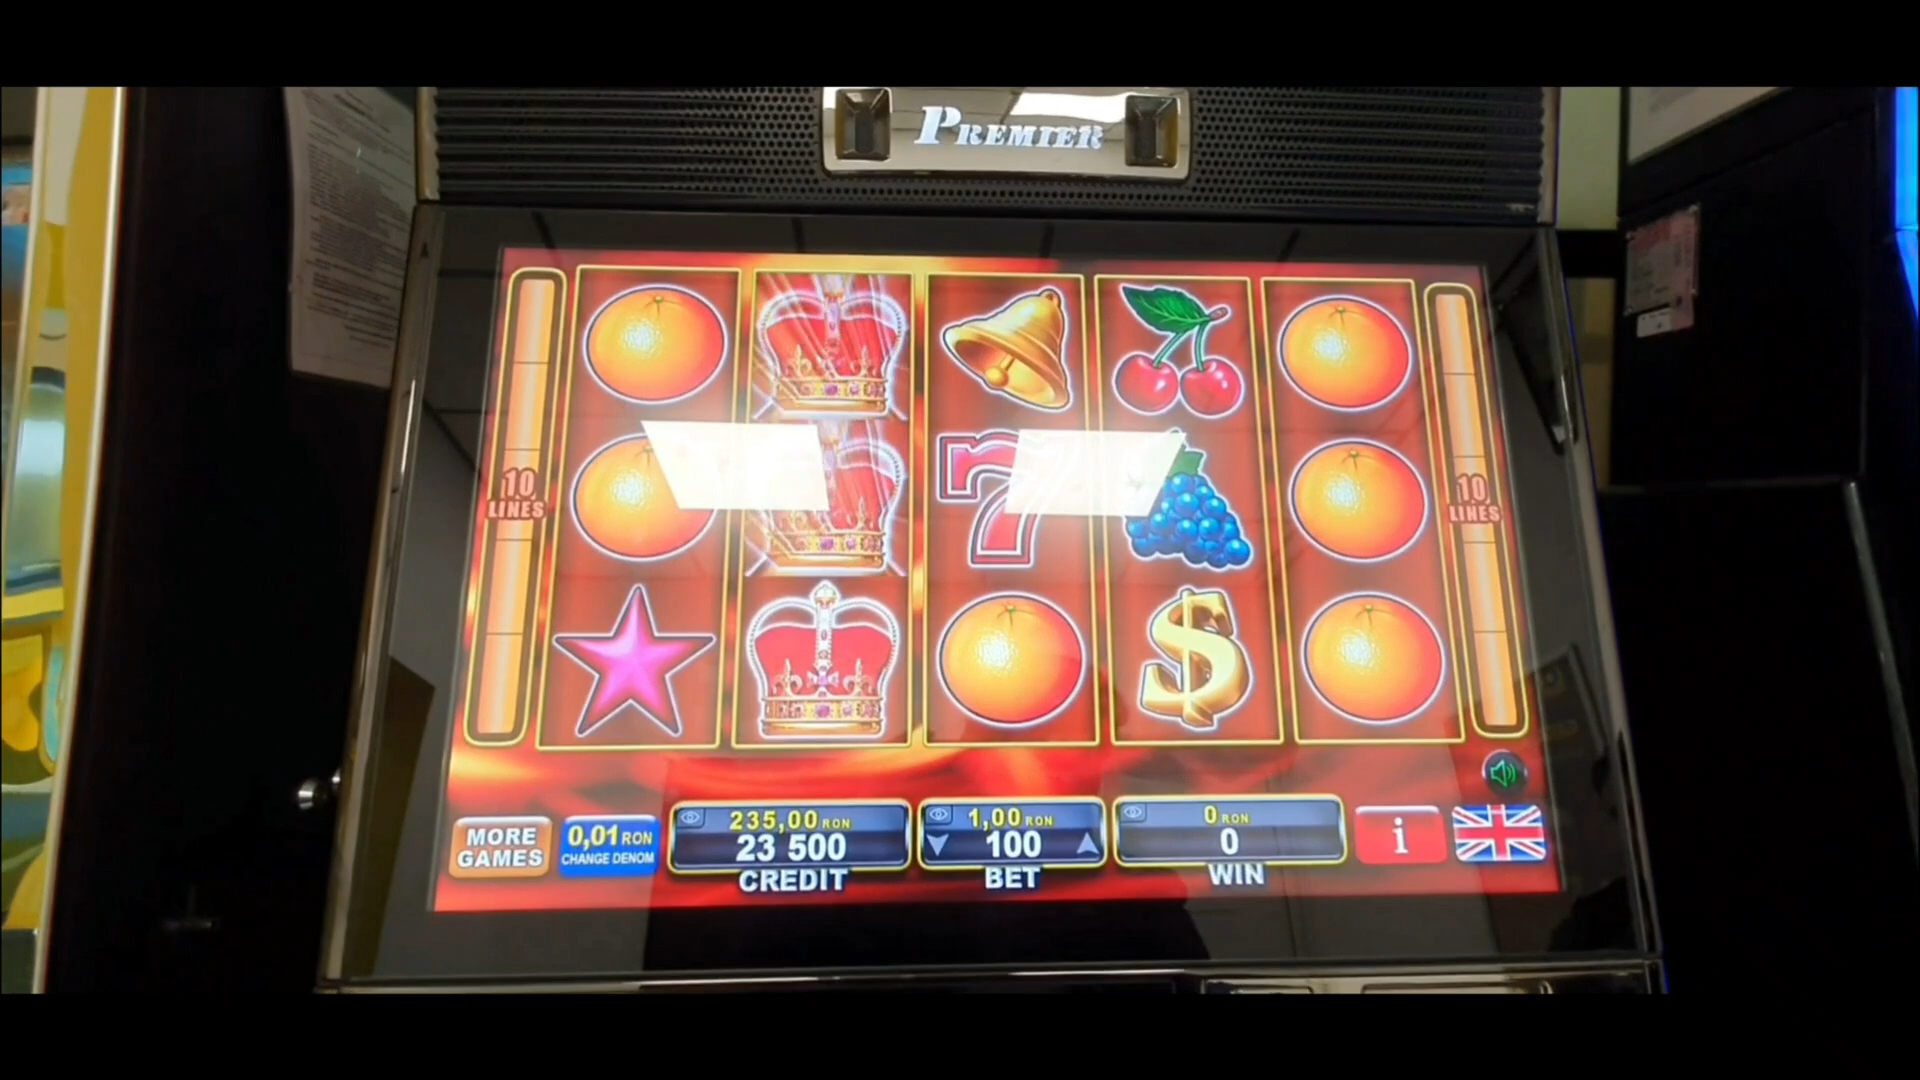 PREMIER
10
LINES
10
LINES
MORE
GAMES
0,01 RON
CHANGE DENOM
235,00 RON
23 500
CREDIT
1,00 RON
100
BET
0 RON
0
WIN
i